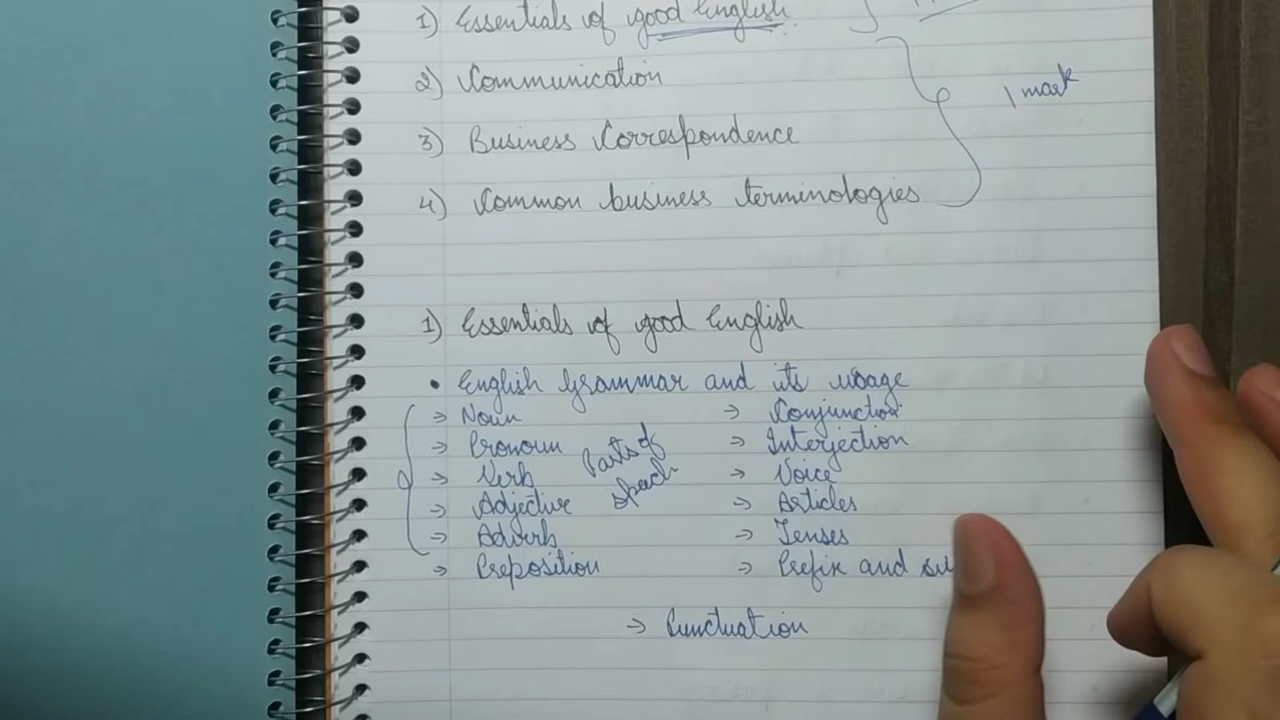 1) Essentials of good English
2) Communication
1 mark
3) Business Correspondence
4) Common business terminologies
1) Essentials of good English
• English Grammar and its usage
→ Noun → Conjunction
→ Pronoun → Interjection
→ Verb Parts of speech → Voice
→ Adjective → Articles
→ Adverb → Tenses
→ Preposition → Prefix and
→ Punctuation